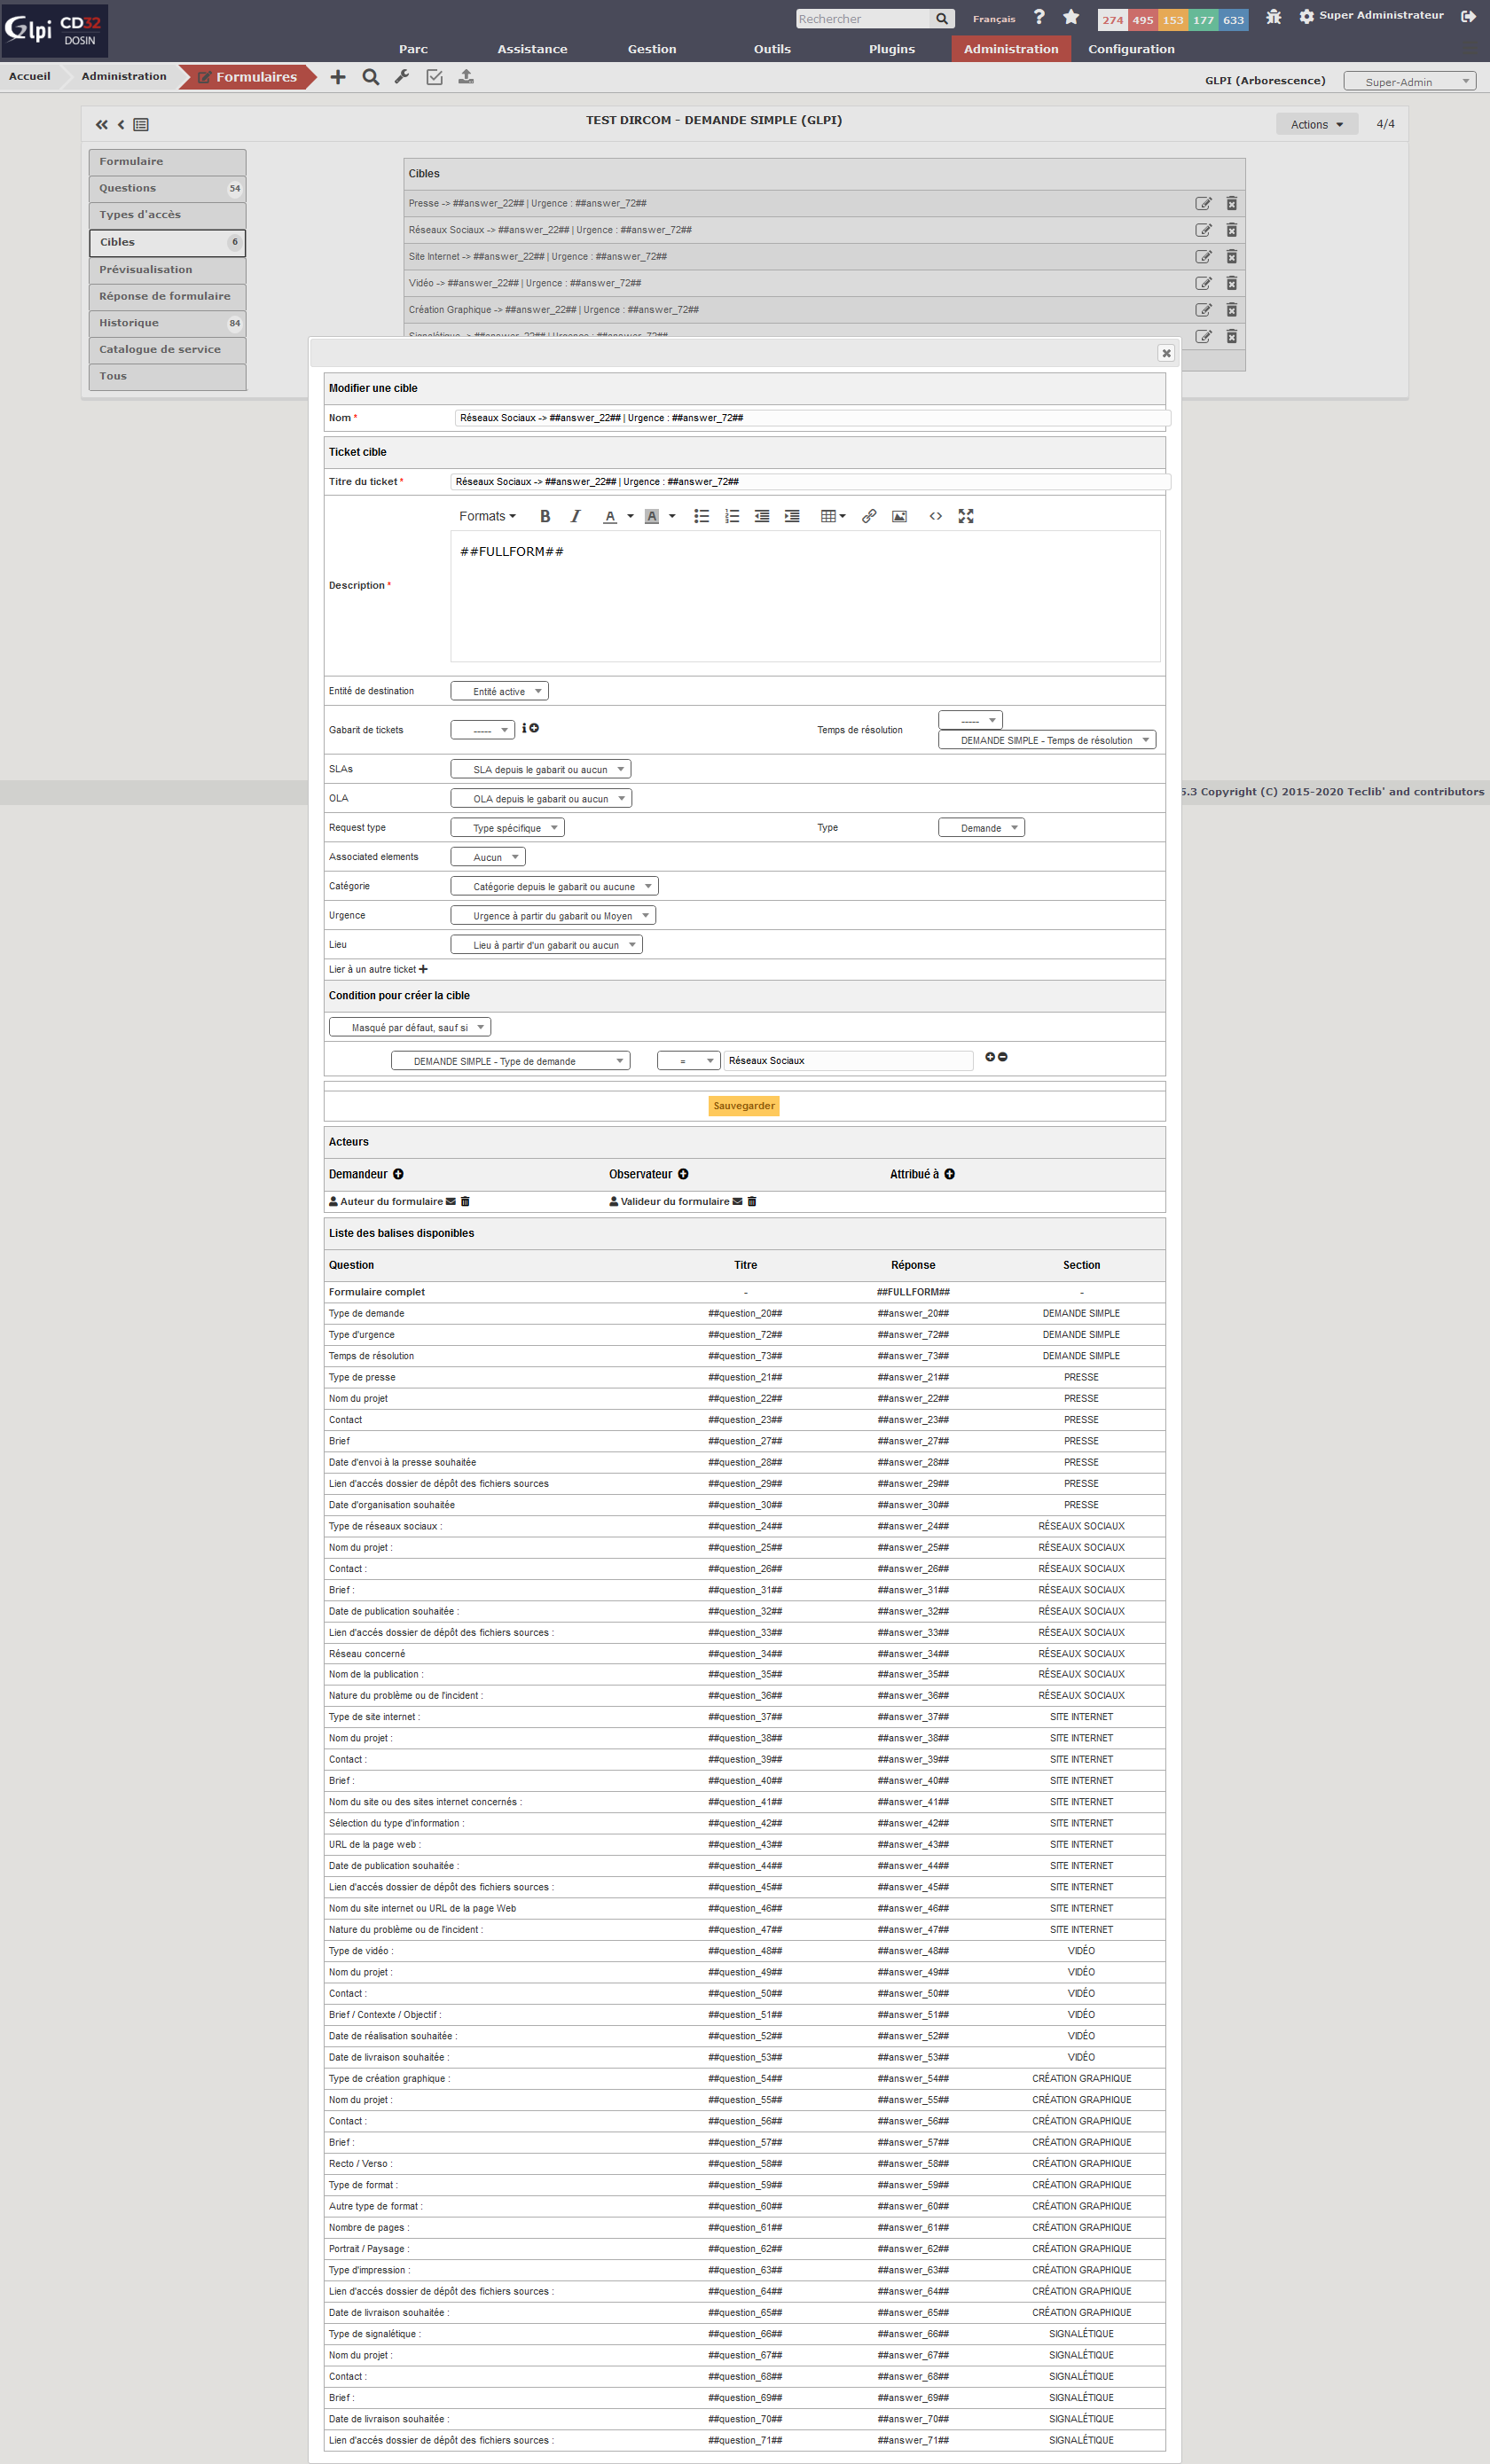 Glpi CD32 DOSIN
Rechercher Français ? 274 495 153 177 633 Super Administrateur
Parc Assistance Gestion Outils Plugins Administration Configuration
Accueil Administration Formulaires GLPI (Arborescence) Super-Admin
TEST DIRCOM - DEMANDE SIMPLE (GLPI) Actions 4/4
Formulaire
Questions 54
Types d'accès
Cibles 6
Prévisualisation
Réponse de formulaire
Historique 84
Catalogue de service
Tous
Cibles
Presse -> ##answer_22## | Urgence : ##answer_72##
Réseaux Sociaux -> ##answer_22## | Urgence : ##answer_72##
Site Internet -> ##answer_22## | Urgence : ##answer_72##
Vidéo -> ##answer_22## | Urgence : ##answer_72##
Création Graphique -> ##answer_22## | Urgence : ##answer_72##
Signalétique -> ##answer_22## | Urgence : ##answer_72##
Modifier une cible
Nom * Réseaux Sociaux -> ##answer_22## | Urgence : ##answer_72##
Ticket cible
Titre du ticket * Réseaux Sociaux -> ##answer_22## | Urgence : ##answer_72##
Formats B I A A
##FULLFORM##
Description *
Entité de destination Entité active
Gabarit de tickets ----- Temps de résolution -----
DEMANDE SIMPLE - Temps de résolution
SLAs SLA depuis le gabarit ou aucun
5.3 Copyright (C) 2015-2020 Teclib' and contributors
OLA OLA depuis le gabarit ou aucun
Request type Type spécifique Type Demande
Associated elements Aucun
Catégorie Catégorie depuis le gabarit ou aucune
Urgence Urgence à partir du gabarit ou Moyen
Lieu Lieu à partir d'un gabarit ou aucun
Lier à un autre ticket
Condition pour créer la cible
Masqué par défaut, sauf si
DEMANDE SIMPLE - Type de demande = Réseaux Sociaux
Sauvegarder
Acteurs
Demandeur Observateur Attribué à
Auteur du formulaire Valideur du formulaire
Liste des balises disponibles
Question Titre Réponse Section
Formulaire complet - ##FULLFORM## -
Type de demande ##question_20## ##answer_20## DEMANDE SIMPLE
Type d'urgence ##question_72## ##answer_72## DEMANDE SIMPLE
Temps de résolution ##question_73## ##answer_73## DEMANDE SIMPLE
Type de presse ##question_21## ##answer_21## PRESSE
Nom du projet ##question_22## ##answer_22## PRESSE
Contact ##question_23## ##answer_23## PRESSE
Brief ##question_27## ##answer_27## PRESSE
Date d'envoi à la presse souhaitée ##question_28## ##answer_28## PRESSE
Lien d'accés dossier de dépôt des fichiers sources ##question_29## ##answer_29## PRESSE
Date d'organisation souhaitée ##question_30## ##answer_30## PRESSE
Type de réseaux sociaux : ##question_24## ##answer_24## RÉSEAUX SOCIAUX
Nom du projet : ##question_25## ##answer_25## RÉSEAUX SOCIAUX
Contact : ##question_26## ##answer_26## RÉSEAUX SOCIAUX
Brief : ##question_31## ##answer_31## RÉSEAUX SOCIAUX
Date de publication souhaitée : ##question_32## ##answer_32## RÉSEAUX SOCIAUX
Lien d'accés dossier de dépôt des fichiers sources : ##question_33## ##answer_33## RÉSEAUX SOCIAUX
Réseau concerné ##question_34## ##answer_34## RÉSEAUX SOCIAUX
Nom de la publication : ##question_35## ##answer_35## RÉSEAUX SOCIAUX
Nature du problème ou de l'incident : ##question_36## ##answer_36## RÉSEAUX SOCIAUX
Type de site internet : ##question_37## ##answer_37## SITE INTERNET
Nom du projet : ##question_38## ##answer_38## SITE INTERNET
Contact : ##question_39## ##answer_39## SITE INTERNET
Brief : ##question_40## ##answer_40## SITE INTERNET
Nom du site ou des sites internet concernés : ##question_41## ##answer_41## SITE INTERNET
Sélection du type d'information : ##question_42## ##answer_42## SITE INTERNET
URL de la page web : ##question_43## ##answer_43## SITE INTERNET
Date de publication souhaitée : ##question_44## ##answer_44## SITE INTERNET
Lien d'accés dossier de dépôt des fichiers sources : ##question_45## ##answer_45## SITE INTERNET
Nom du site internet ou URL de la page Web ##question_46## ##answer_46## SITE INTERNET
Nature du problème ou de l'incident : ##question_47## ##answer_47## SITE INTERNET
Type de vidéo : ##question_48## ##answer_48## VIDÉO
Nom du projet : ##question_49## ##answer_49## VIDÉO
Contact : ##question_50## ##answer_50## VIDÉO
Brief / Contexte / Objectif : ##question_51## ##answer_51## VIDÉO
Date de réalisation souhaitée : ##question_52## ##answer_52## VIDÉO
Date de livraison souhaitée : ##question_53## ##answer_53## VIDÉO
Type de création graphique : ##question_54## ##answer_54## CRÉATION GRAPHIQUE
Nom du projet : ##question_55## ##answer_55## CRÉATION GRAPHIQUE
Contact : ##question_56## ##answer_56## CRÉATION GRAPHIQUE
Brief : ##question_57## ##answer_57## CRÉATION GRAPHIQUE
Recto / Verso : ##question_58## ##answer_58## CRÉATION GRAPHIQUE
Type de format : ##question_59## ##answer_59## CRÉATION GRAPHIQUE
Autre type de format : ##question_60## ##answer_60## CRÉATION GRAPHIQUE
Nombre de pages : ##question_61## ##answer_61## CRÉATION GRAPHIQUE
Portrait / Paysage : ##question_62## ##answer_62## CRÉATION GRAPHIQUE
Type d'impression : ##question_63## ##answer_63## CRÉATION GRAPHIQUE
Lien d'accés dossier de dépôt des fichiers sources : ##question_64## ##answer_64## CRÉATION GRAPHIQUE
Date de livraison souhaitée : ##question_65## ##answer_65## CRÉATION GRAPHIQUE
Type de signalétique : ##question_66## ##answer_66## SIGNALÉTIQUE
Nom du projet : ##question_67## ##answer_67## SIGNALÉTIQUE
Contact : ##question_68## ##answer_68## SIGNALÉTIQUE
Brief : ##question_69## ##answer_69## SIGNALÉTIQUE
Date de livraison souhaitée : ##question_70## ##answer_70## SIGNALÉTIQUE
Lien d'accés dossier de dépôt des fichiers sources : ##question_71## ##answer_71## SIGNALÉTIQUE